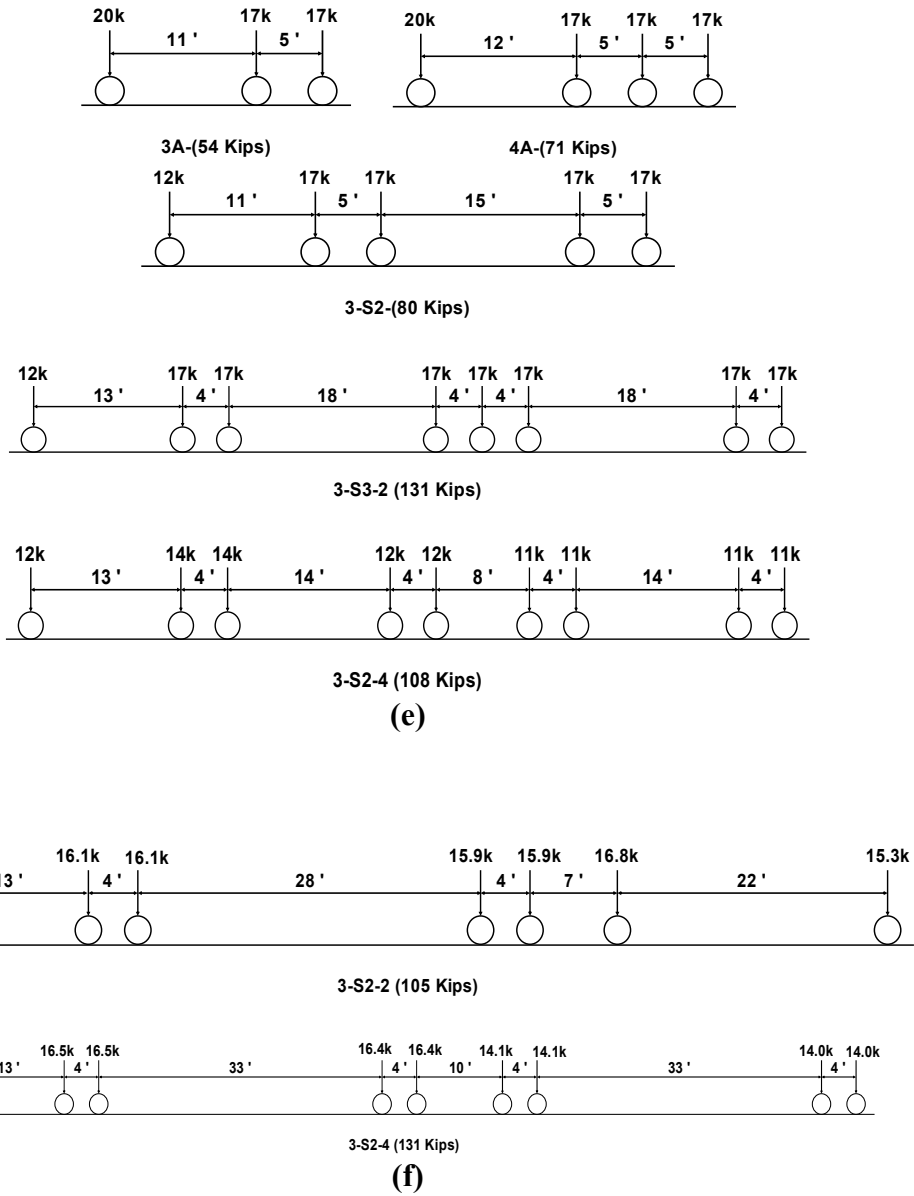 20k 17k 17k 20k 17k 17k 17k
11 ' 5 ' 12 ' 5 ' 5 '
3A-(54 Kips) 4A-(71 Kips)
12k 17k 17k 17k 17k
11 ' 5 ' 15 ' 5 '
3-S2-(80 Kips)
12k 17k 17k 17k 17k 17k 17k 17k
13 ' 4 ' 18 ' 4 ' 4 ' 18 ' 4 '
3-S3-2 (131 Kips)
12k 14k 14k 12k 12k 11k 11k 11k 11k
13 ' 4 ' 14 ' 4 ' 8 ' 4 ' 14 ' 4 '
3-S2-4 (108 Kips)
(e)
16.1k 16.1k 15.9k 15.9k 16.8k 15.3k
13 ' 4 ' 28 ' 4 ' 7 ' 22 '
3-S2-2 (105 Kips)
16.5k 16.5k 16.4k 16.4k 14.1k 14.1k 14.0k 14.0k
13 ' 4 ' 33 ' 4 ' 10 ' 4 ' 33 ' 4 '
3-S2-4 (131 Kips)
(f)